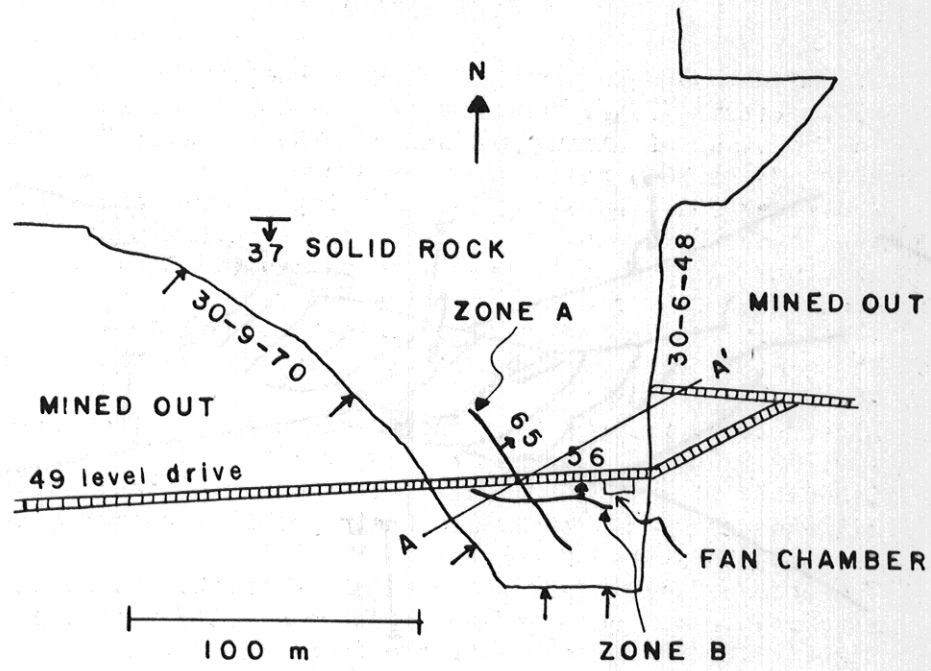 N
37 SOLID ROCK
30-6-48
ZONE A
MINED OUT
30-9-70
A'
65
MINED OUT
56
49 level drive
A
FAN CHAMBER
100 m
ZONE B